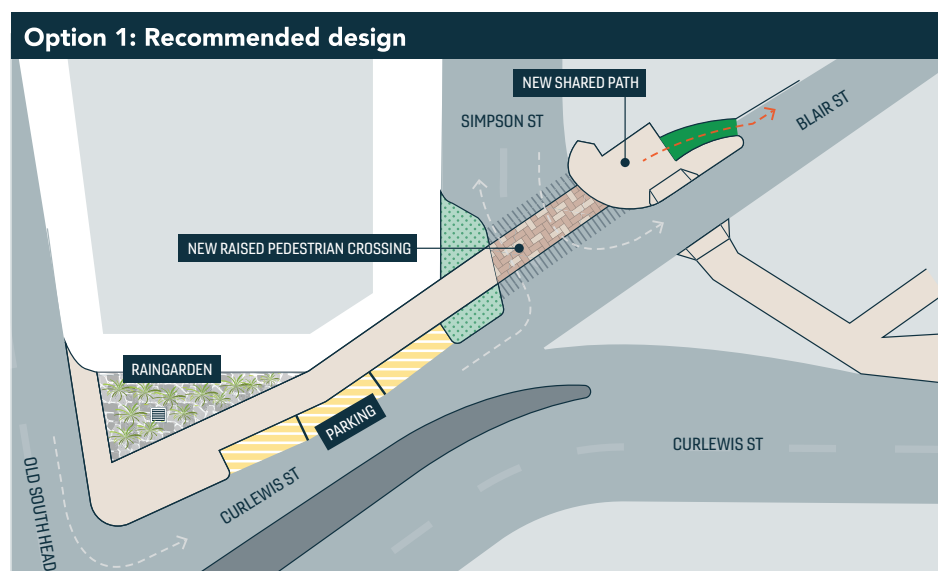 Option 1: Recommended design
NEW SHARED PATH
SIMPSON ST
BLAIR ST
NEW RAISED PEDESTRIAN CROSSING
RAINGARDEN
PARKING
CURLEWIS ST
CURLEWIS ST
OLD SOUTH HEAD